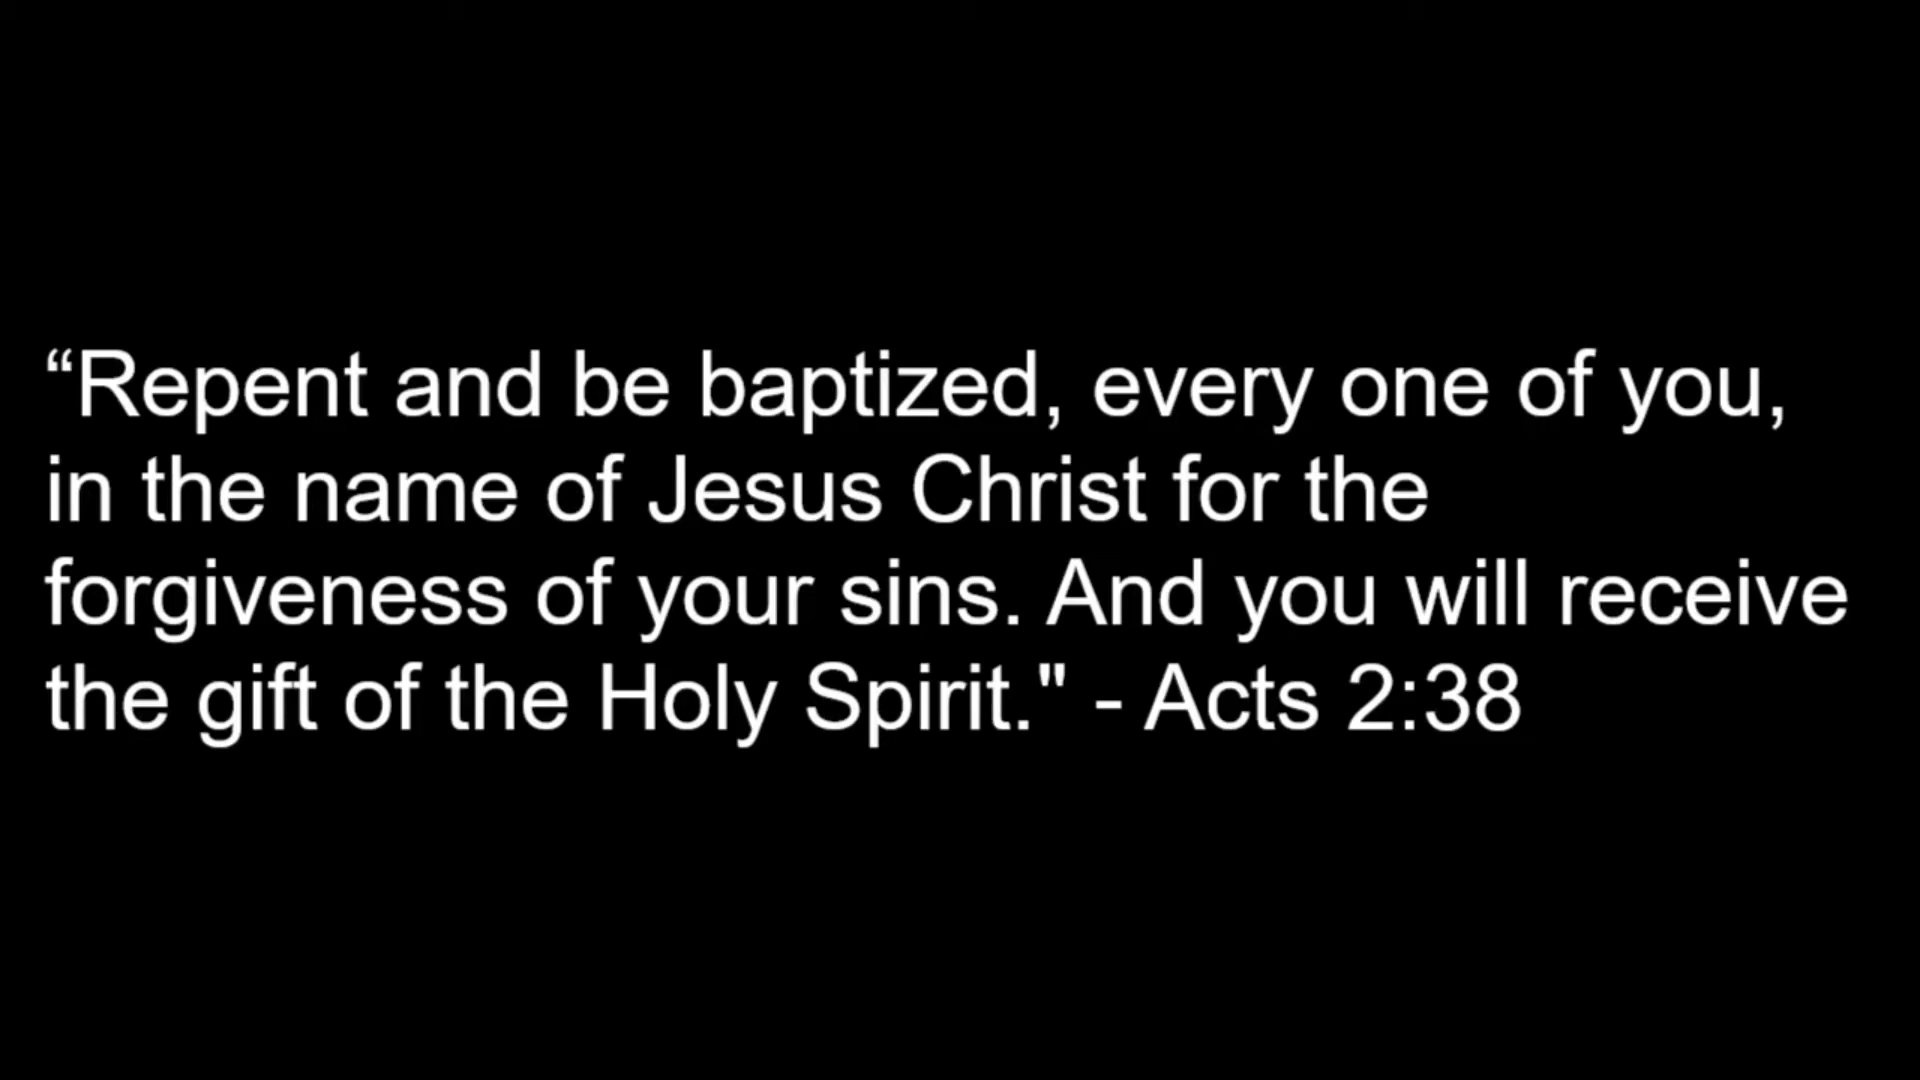 “Repent and be baptized, every one of you,
in the name of Jesus Christ for the
forgiveness of your sins. And you will receive
the gift of the Holy Spirit." - Acts 2:38